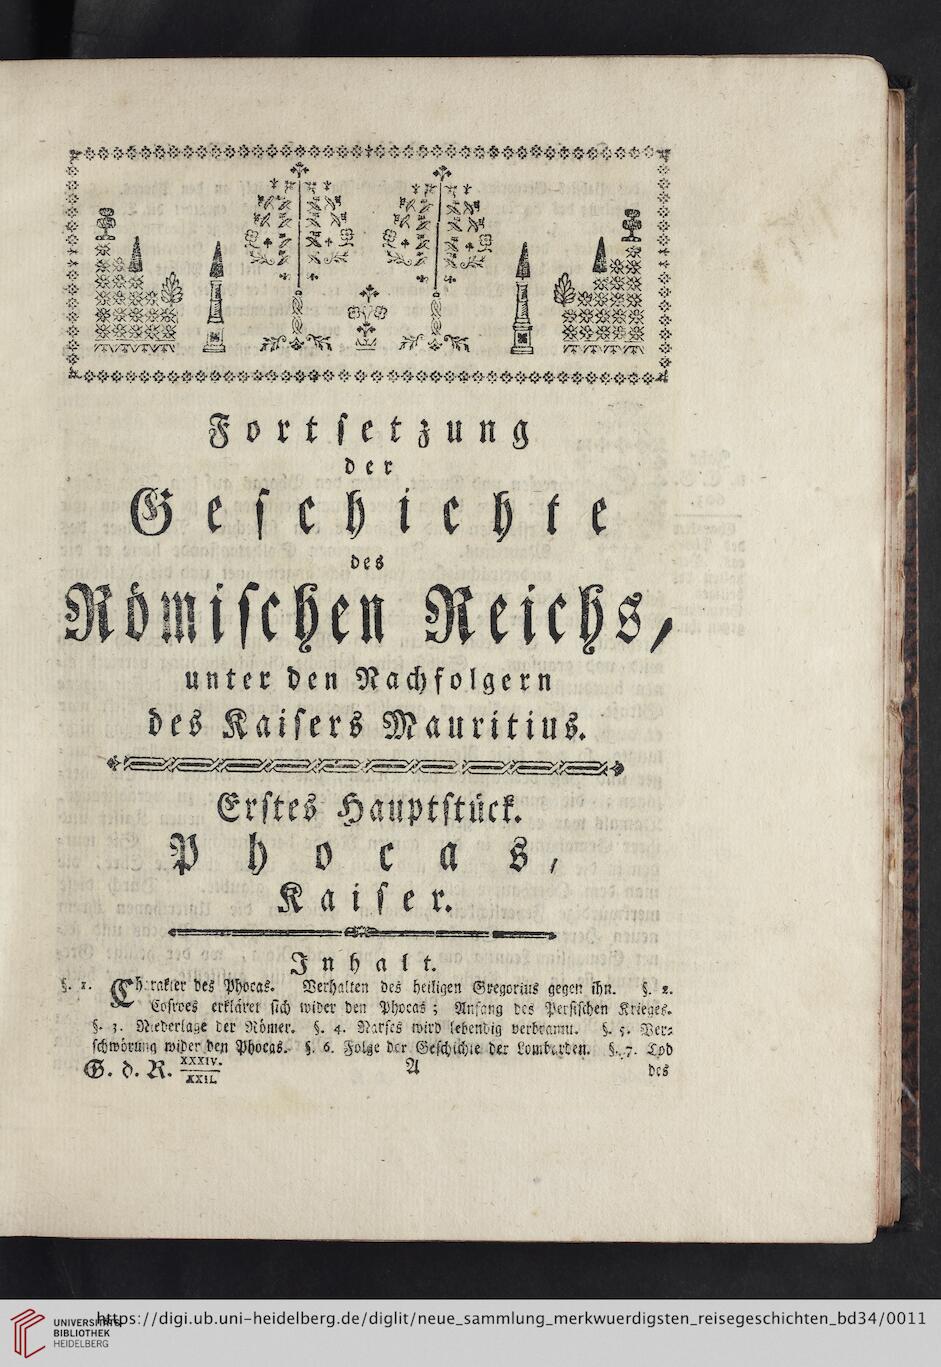 Fortsetzung
der
Geschichte
des
Römischen Reichs,
unter den Nachfolgern
des Kaisers Mauritius.
Erstes Hauptstück.
Phocas,
Kaiser.
Inhalt.
§. 1. Charakter des Phocas. Verhalten des heiligen Gregorius gegen ihn. §. 2.
Cosroes erkläret sich wider den Phocas; Anfang des Persischen Krieges.
§. 3. Niederlage der Römer. §. 4. Narses wird lebendig verbrannt. §. 5. Ver-
schwörung wider den Phocas. §. 6. Folge der Geschichte der Lombarden. §. 7. Tod
G. d. R. XXXIV. XXII. A des
UNIVERSITÄTS
BIBLIOTHEK
HEIDELBERG
https://digi.ub.uni-heidelberg.de/diglit/neue_sammlung_merkwuerdigsten_reisegeschichten_bd34/0011